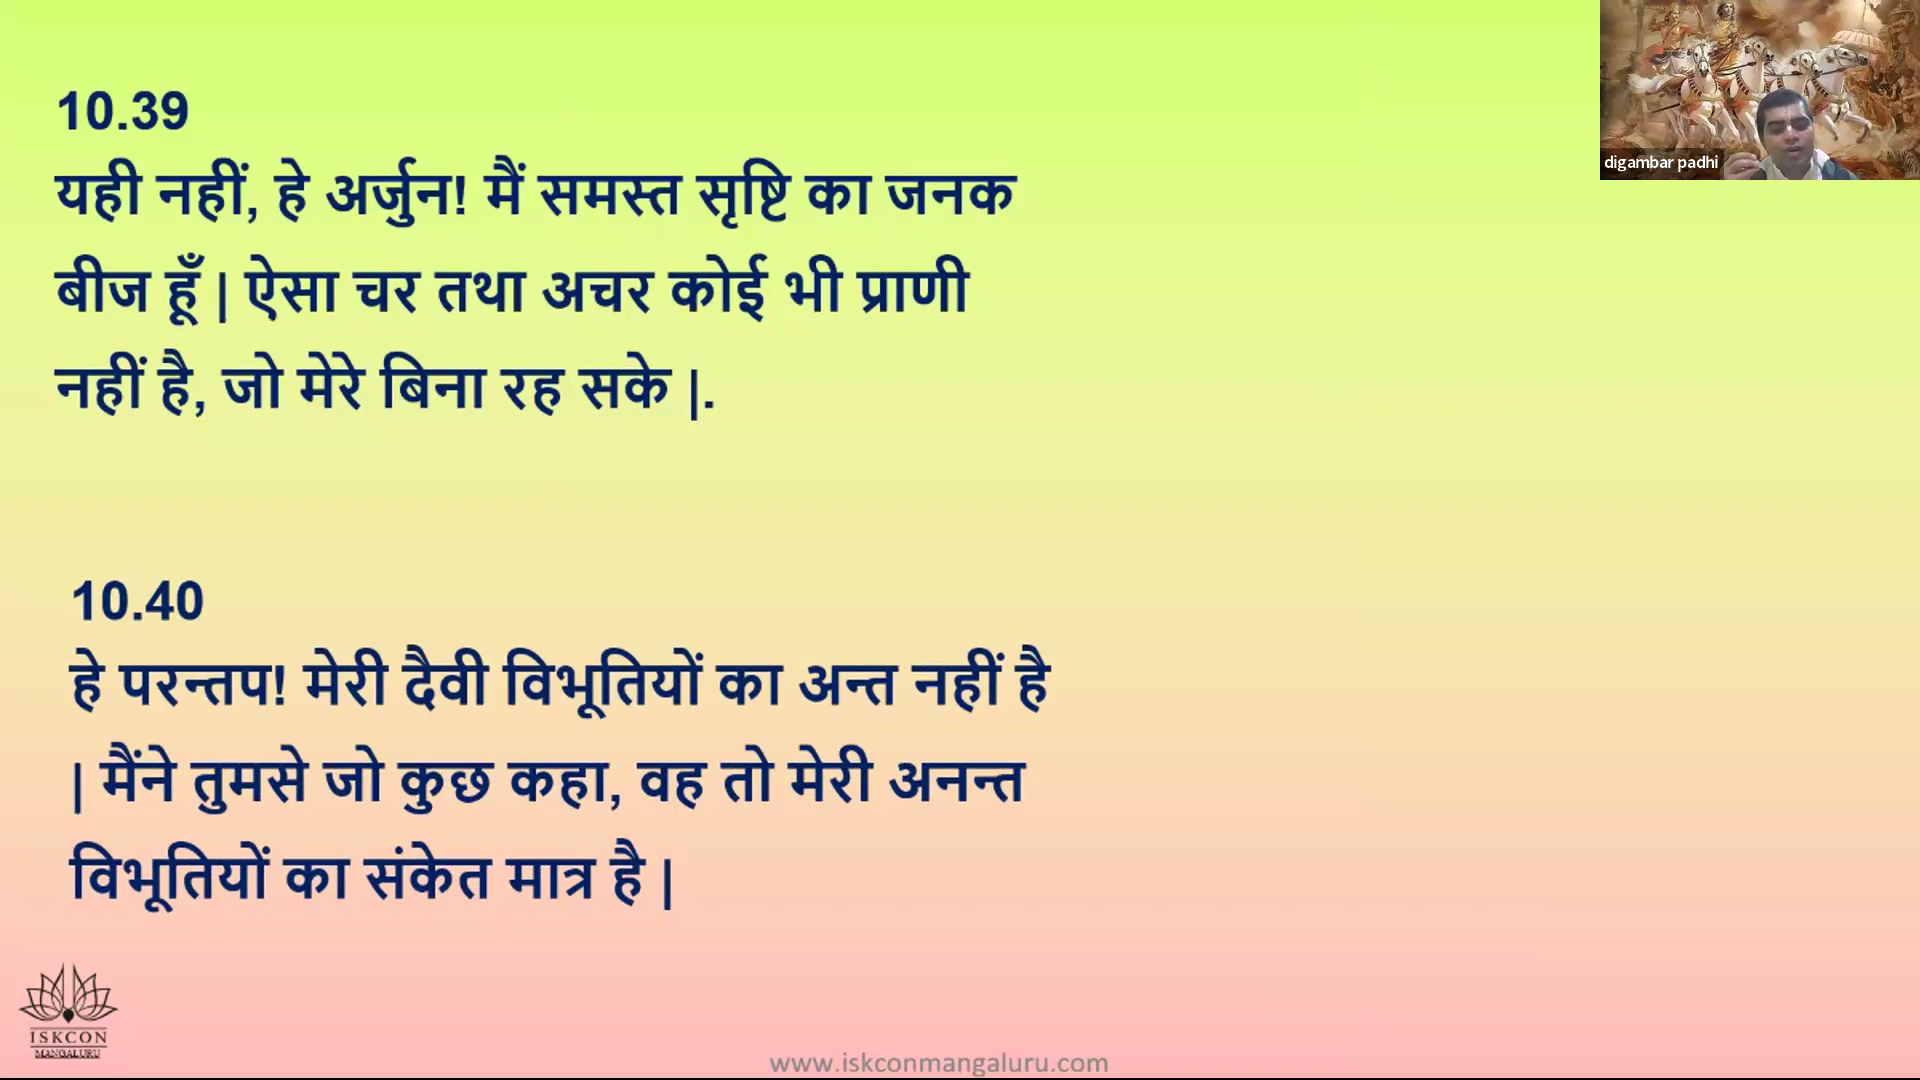 10.39
यही नहीं, हे अर्जुन! मैं समस्त सृष्टि का जनक
बीज हूँ | ऐसा चर तथा अचर कोई भी प्राणी
नहीं है, जो मेरे बिना रह सके |.
10.40
हे परन्तप! मेरी दैवी विभूतियों का अन्त नहीं है
| मैंने तुमसे जो कुछ कहा, वह तो मेरी अनन्त
विभूतियों का संकेत मात्र है |
digambar padhi
ISKCON
MANGALURU
www.iskconmangaluru.com